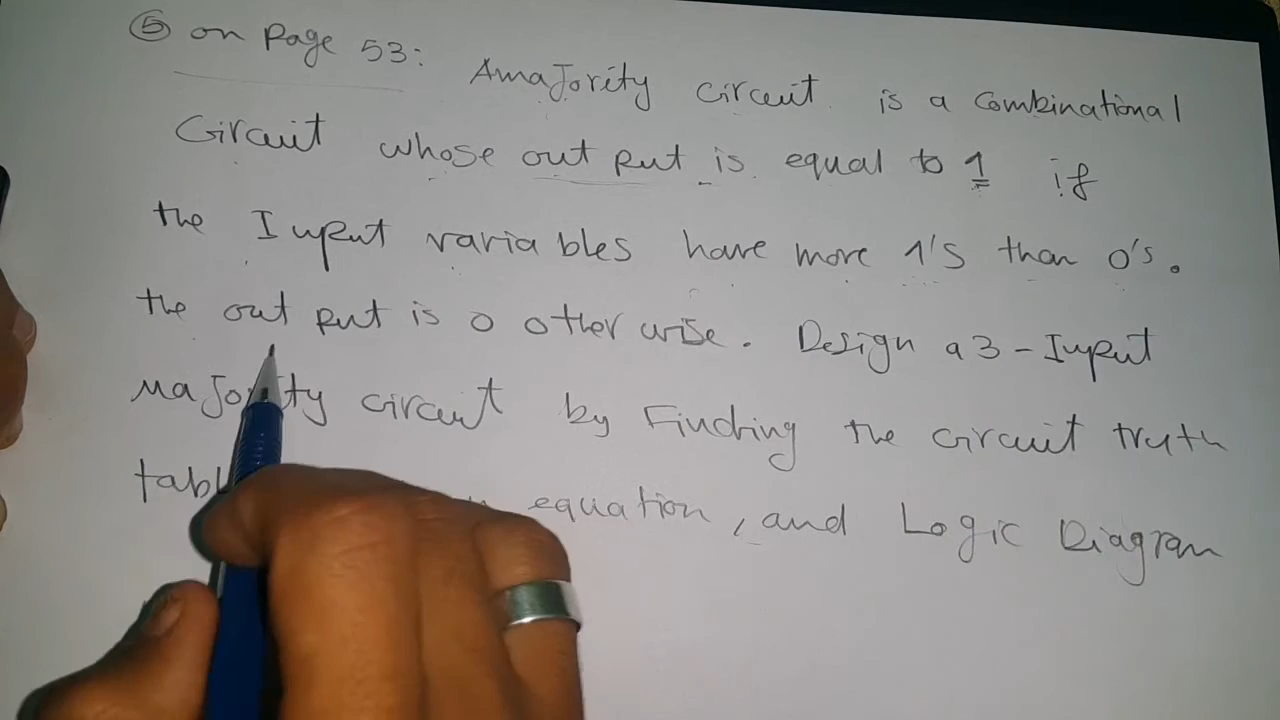 ⑤ on Page 53: A majority circuit is a combinational
Circuit whose out put is equal to 1 if
the Input variables have more 1's than 0's.
the out put is 0 other wise. Design a 3-Input
majority circuit by Finding the circuit truth
equation, and Logic Diagram